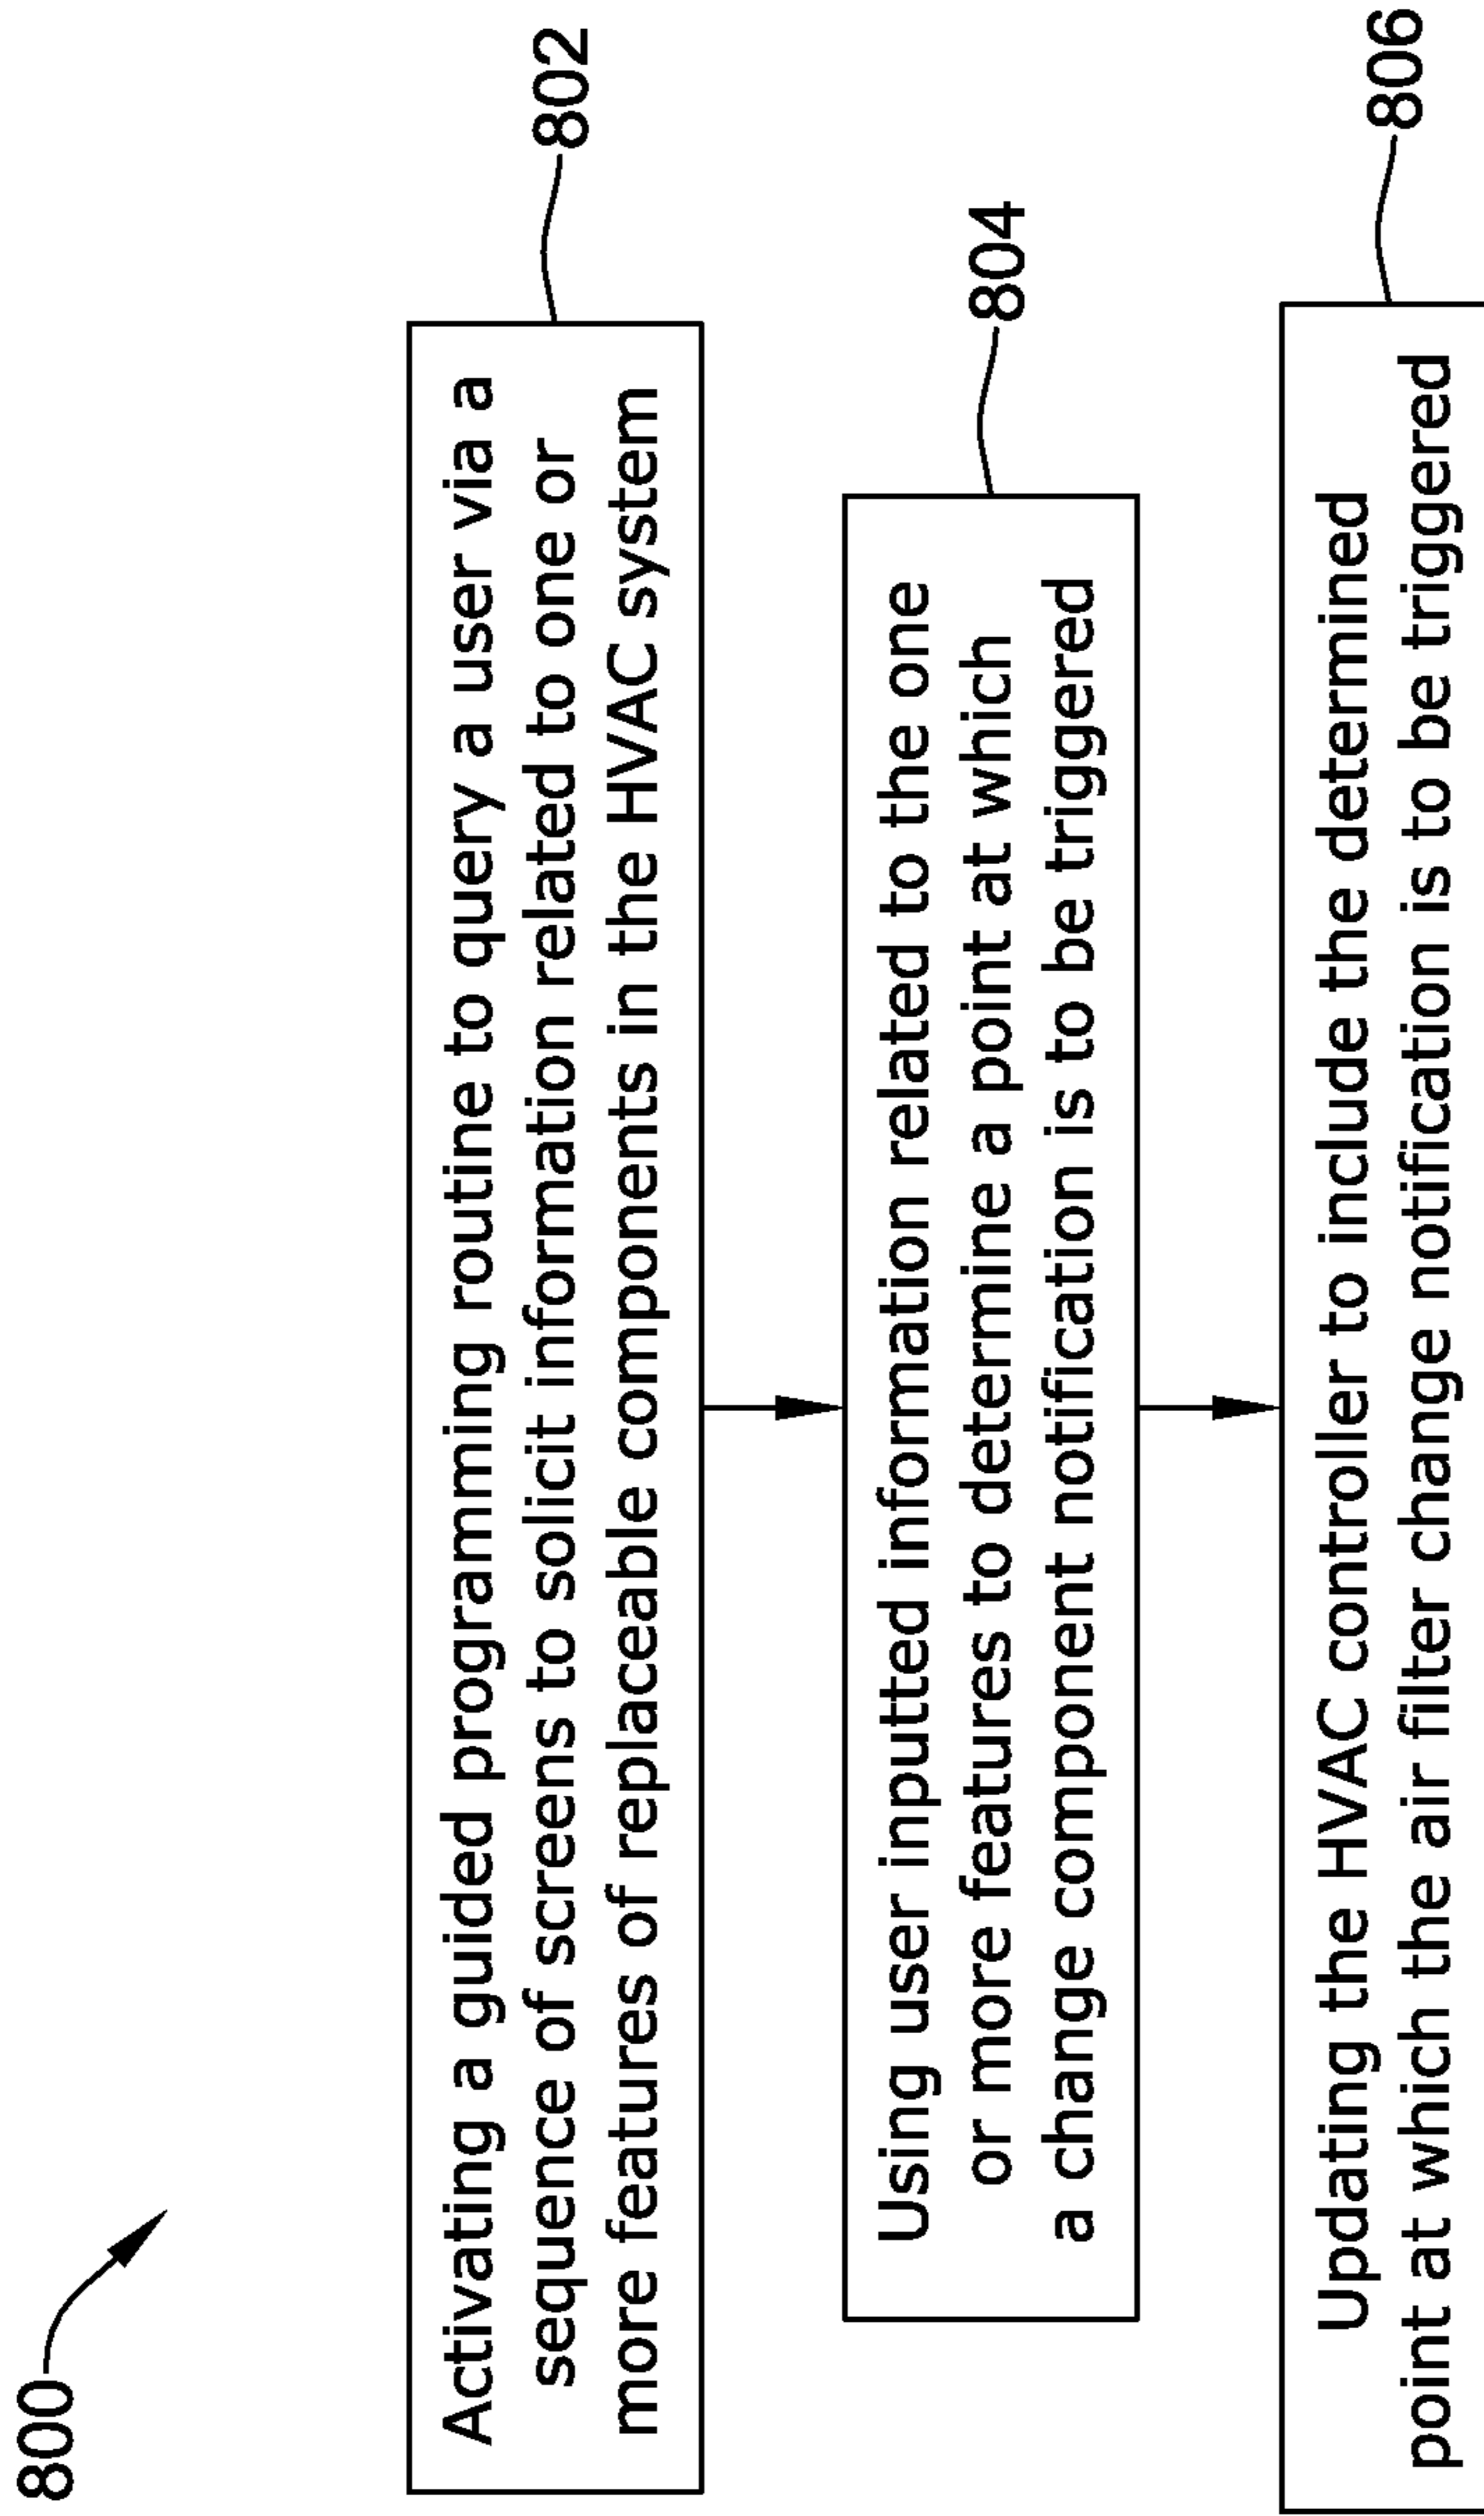 800
Activating a guided programming routine to query a user via a
sequence of screens to solicit information related to one or
more features of replaceable components in the HVAC system
802
Using user inputted information related to the one
or more features to determine a point at which
a change component notification is to be triggered
804
Updating the HVAC controller to include the determined
point at which the air filter change notification is to be triggered
806